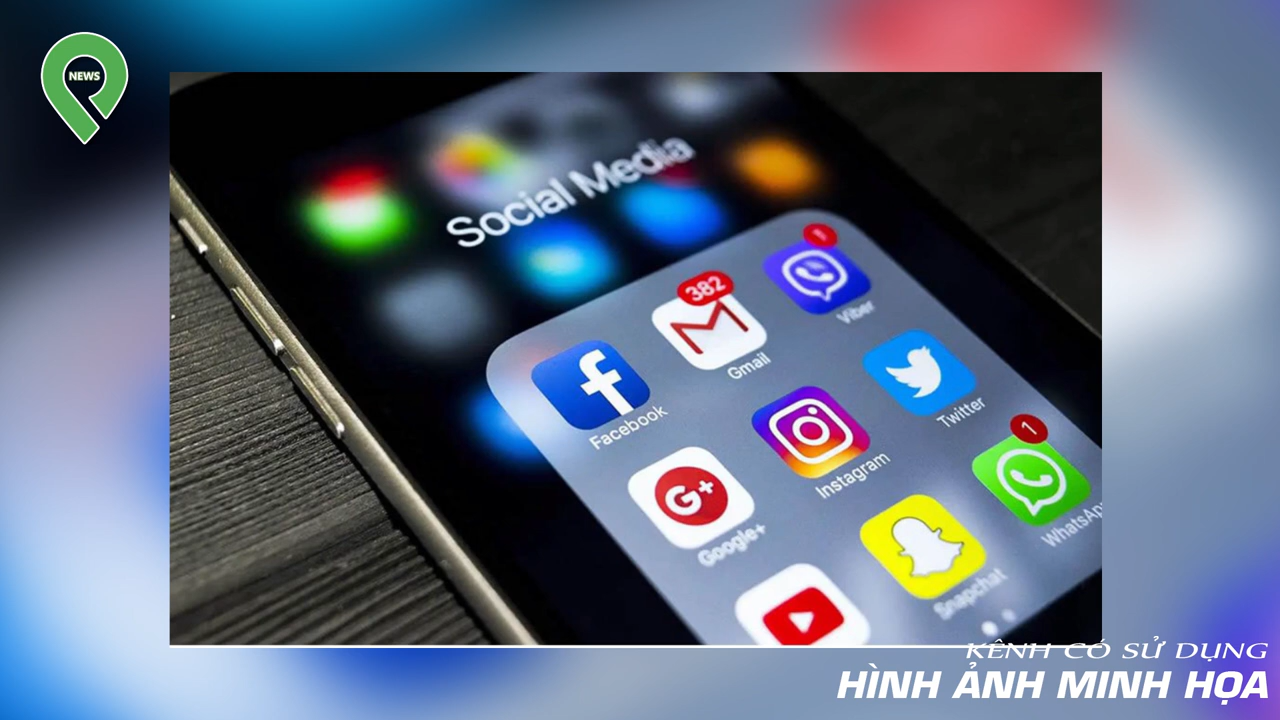 NEWS
Social Media
382
1
Viber
Gmail
Facebook
Twitter
1
Instagram
G+
Google+
WhatsApp
Snapchat
KÊNH CÓ SỬ DỤNG
HÌNH ẢNH MINH HỌA